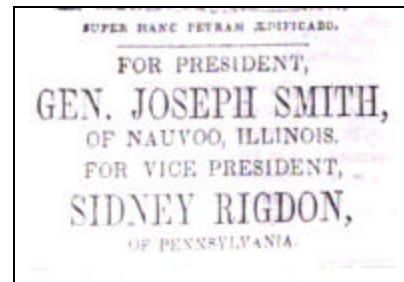 SUPER HANC PETRAM ÆDIFICABO.
FOR PRESIDENT,
GEN. JOSEPH SMITH,
OF NAUVOO, ILLINOIS.
FOR VICE PRESIDENT,
SIDNEY RIGDON,
OF PENNSYLVANIA.